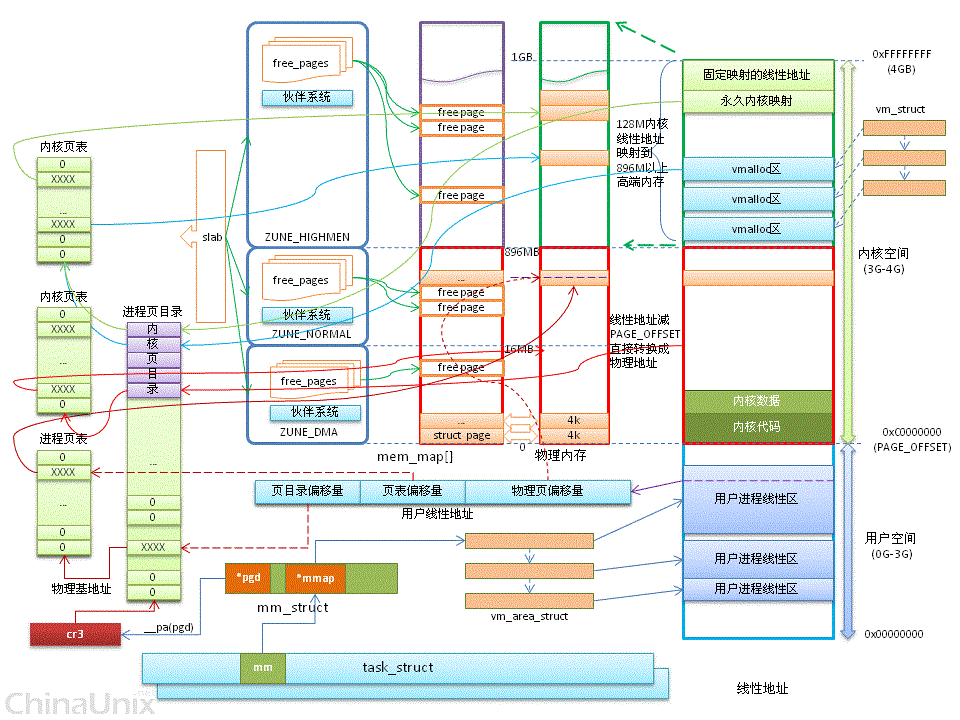 1GB
0xFFFFFFFF
(4GB)
free_pages
伙伴系统
固定映射的线性地址
永久内核映射
vm_struct
free page
free page
128M内核
线性地址
映射到
896M以上
高端内存
内核页表
0
XXXX
...
XXXX
0
0
vmalloc区
vmalloc区
vmalloc区
free page
slab
ZUNE_HIGHMEN
896MB
内核空间
(3G-4G)
free_pages
伙伴系统
ZUNE_NORMAL
...
free page
free page
内核页表
0
XXXX
...
XXXX
0
进程页目录
内
核
页
目
录
...
0
0
XXXX
0
0
线性地址减
PAGE_OFFSET
直接转换成
物理地址
16MB
free page
free_pages
伙伴系统
ZUNE_DMA
...
struct page
4k
4k
0
mem_map[]
物理内存
内核数据
内核代码
0xC0000000
(PAGE_OFFSET)
进程页表
0
XXXX
...
0
0
页目录偏移量
页表偏移量
物理页偏移量
用户线性地址
用户进程线性区
用户进程线性区
用户进程线性区
用户空间
(0G-3G)
物理基地址
*pgd
*mmap
mm_struct
vm_area_struct
cr3
__pa(pgd)
0x00000000
mm
task_struct
线性地址
ChinaUnix